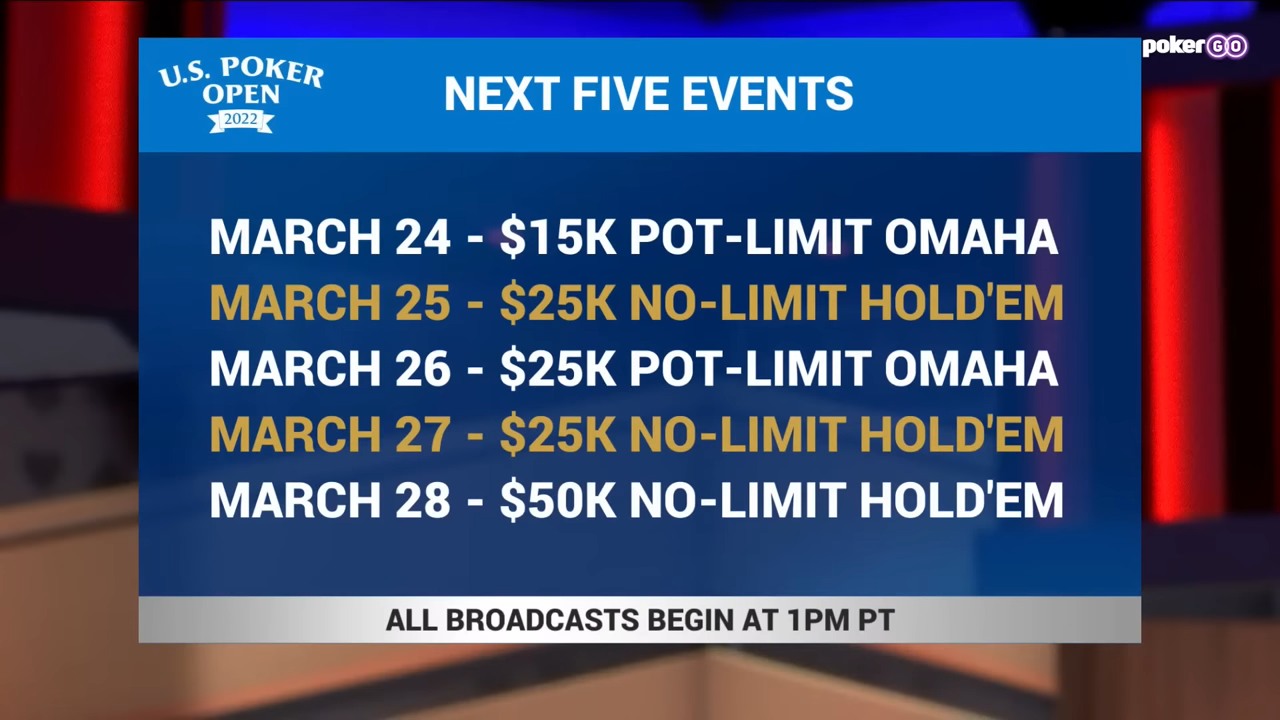 U.S. POKER
OPEN
2022
NEXT FIVE EVENTS
pokerGO
MARCH 24 - $15K POT-LIMIT OMAHA
MARCH 25 - $25K NO-LIMIT HOLD'EM
MARCH 26 - $25K POT-LIMIT OMAHA
MARCH 27 - $25K NO-LIMIT HOLD'EM
MARCH 28 - $50K NO-LIMIT HOLD'EM
ALL BROADCASTS BEGIN AT 1PM PT